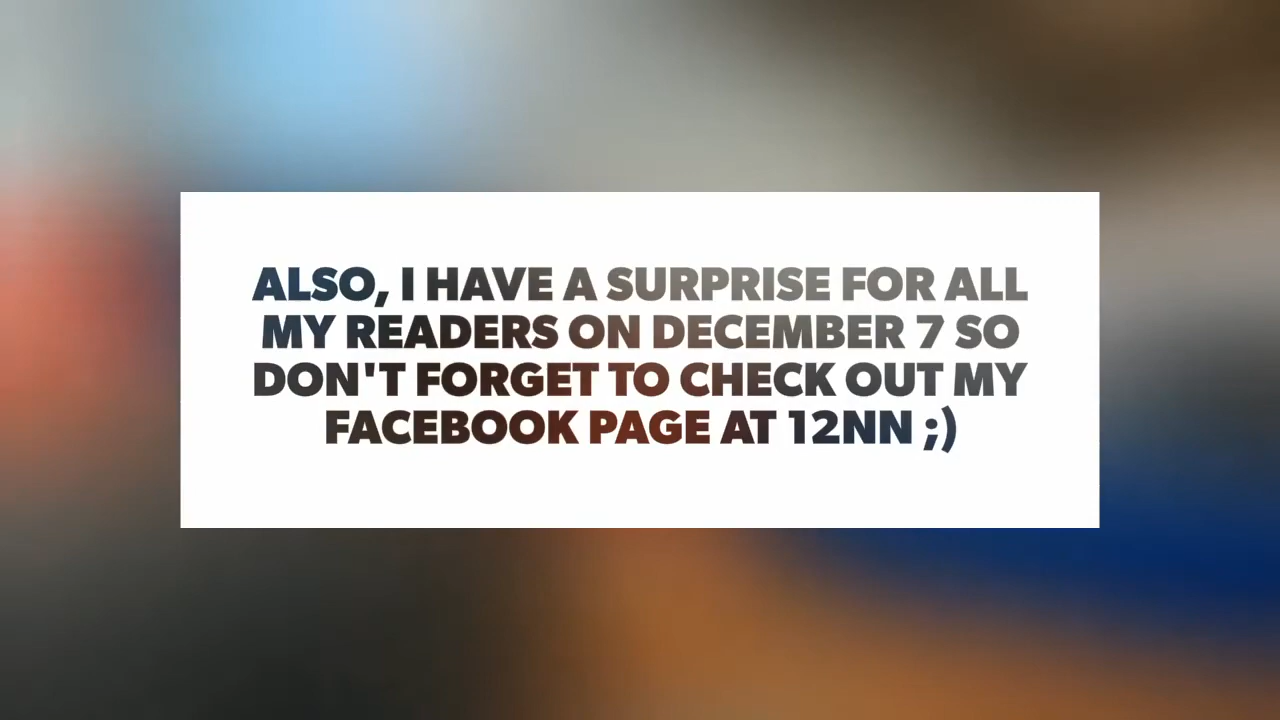 ALSO, I HAVE A SURPRISE FOR ALL
MY READERS ON DECEMBER 7 SO
DON'T FORGET TO CHECK OUT MY
FACEBOOK PAGE AT 12NN ;)